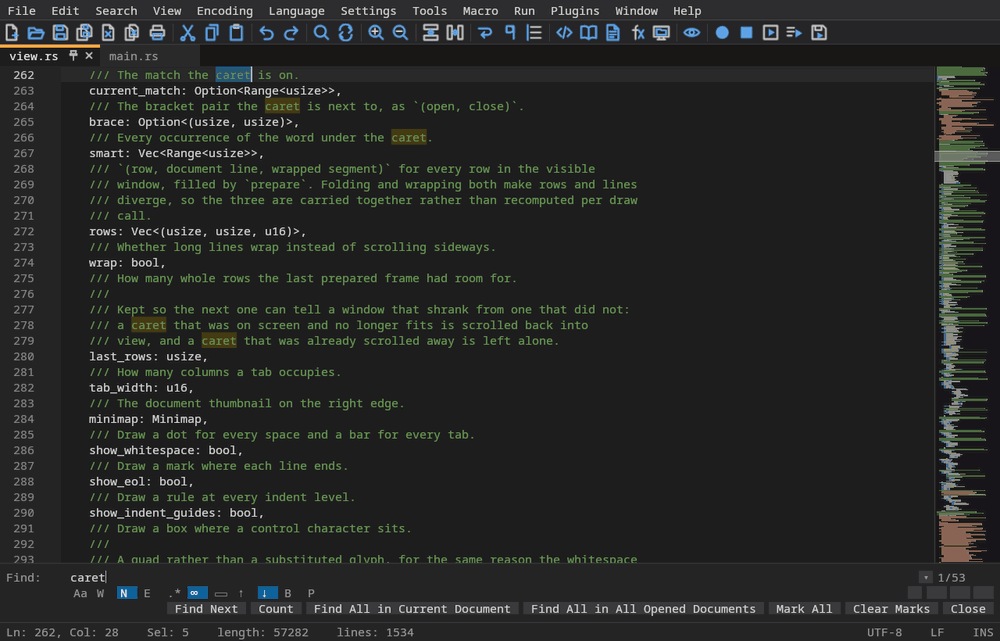 File Edit Search View Encoding Language Settings Tools Macro Run Plugins Window Help
view.rs main.rs
262 /// The match the caret is on.
263 current_match: Option<Range<usize>>,
264 /// The bracket pair the caret is next to, as `(open, close)`.
265 brace: Option<(usize, usize)>,
266 /// Every occurrence of the word under the caret.
267 smart: Vec<Range<usize>>,
268 /// `(row, document line, wrapped segment)` for every row in the visible
269 /// window, filled by `prepare`. Folding and wrapping both make rows and lines
270 /// diverge, so the three are carried together rather than recomputed per draw
271 /// call.
272 rows: Vec<(usize, usize, u16)>,
273 /// Whether long lines wrap instead of scrolling sideways.
274 wrap: bool,
275 /// How many whole rows the last prepared frame had room for.
276 ///
277 /// Kept so the next one can tell a window that shrank from one that did not:
278 /// a caret that was on screen and no longer fits is scrolled back into
279 /// view, and a caret that was already scrolled away is left alone.
280 last_rows: usize,
281 /// How many columns a tab occupies.
282 tab_width: u16,
283 /// The document thumbnail on the right edge.
284 minimap: Minimap,
285 /// Draw a dot for every space and a bar for every tab.
286 show_whitespace: bool,
287 /// Draw a mark where each line ends.
288 show_eol: bool,
289 /// Draw a rule at every indent level.
290 show_indent_guides: bool,
291 /// Draw a box where a control character sits.
292 ///
293 /// A quad rather than a substituted glyph, for the same reason the whitespace
Find: caret 1/53
Aa W N E .* ∞ ↑ ↓ B P
Find Next Count Find All in Current Document Find All in All Opened Documents Mark All Clear Marks Close
Ln: 262, Col: 28 Sel: 5 length: 57282 lines: 1534 UTF-8 LF INS